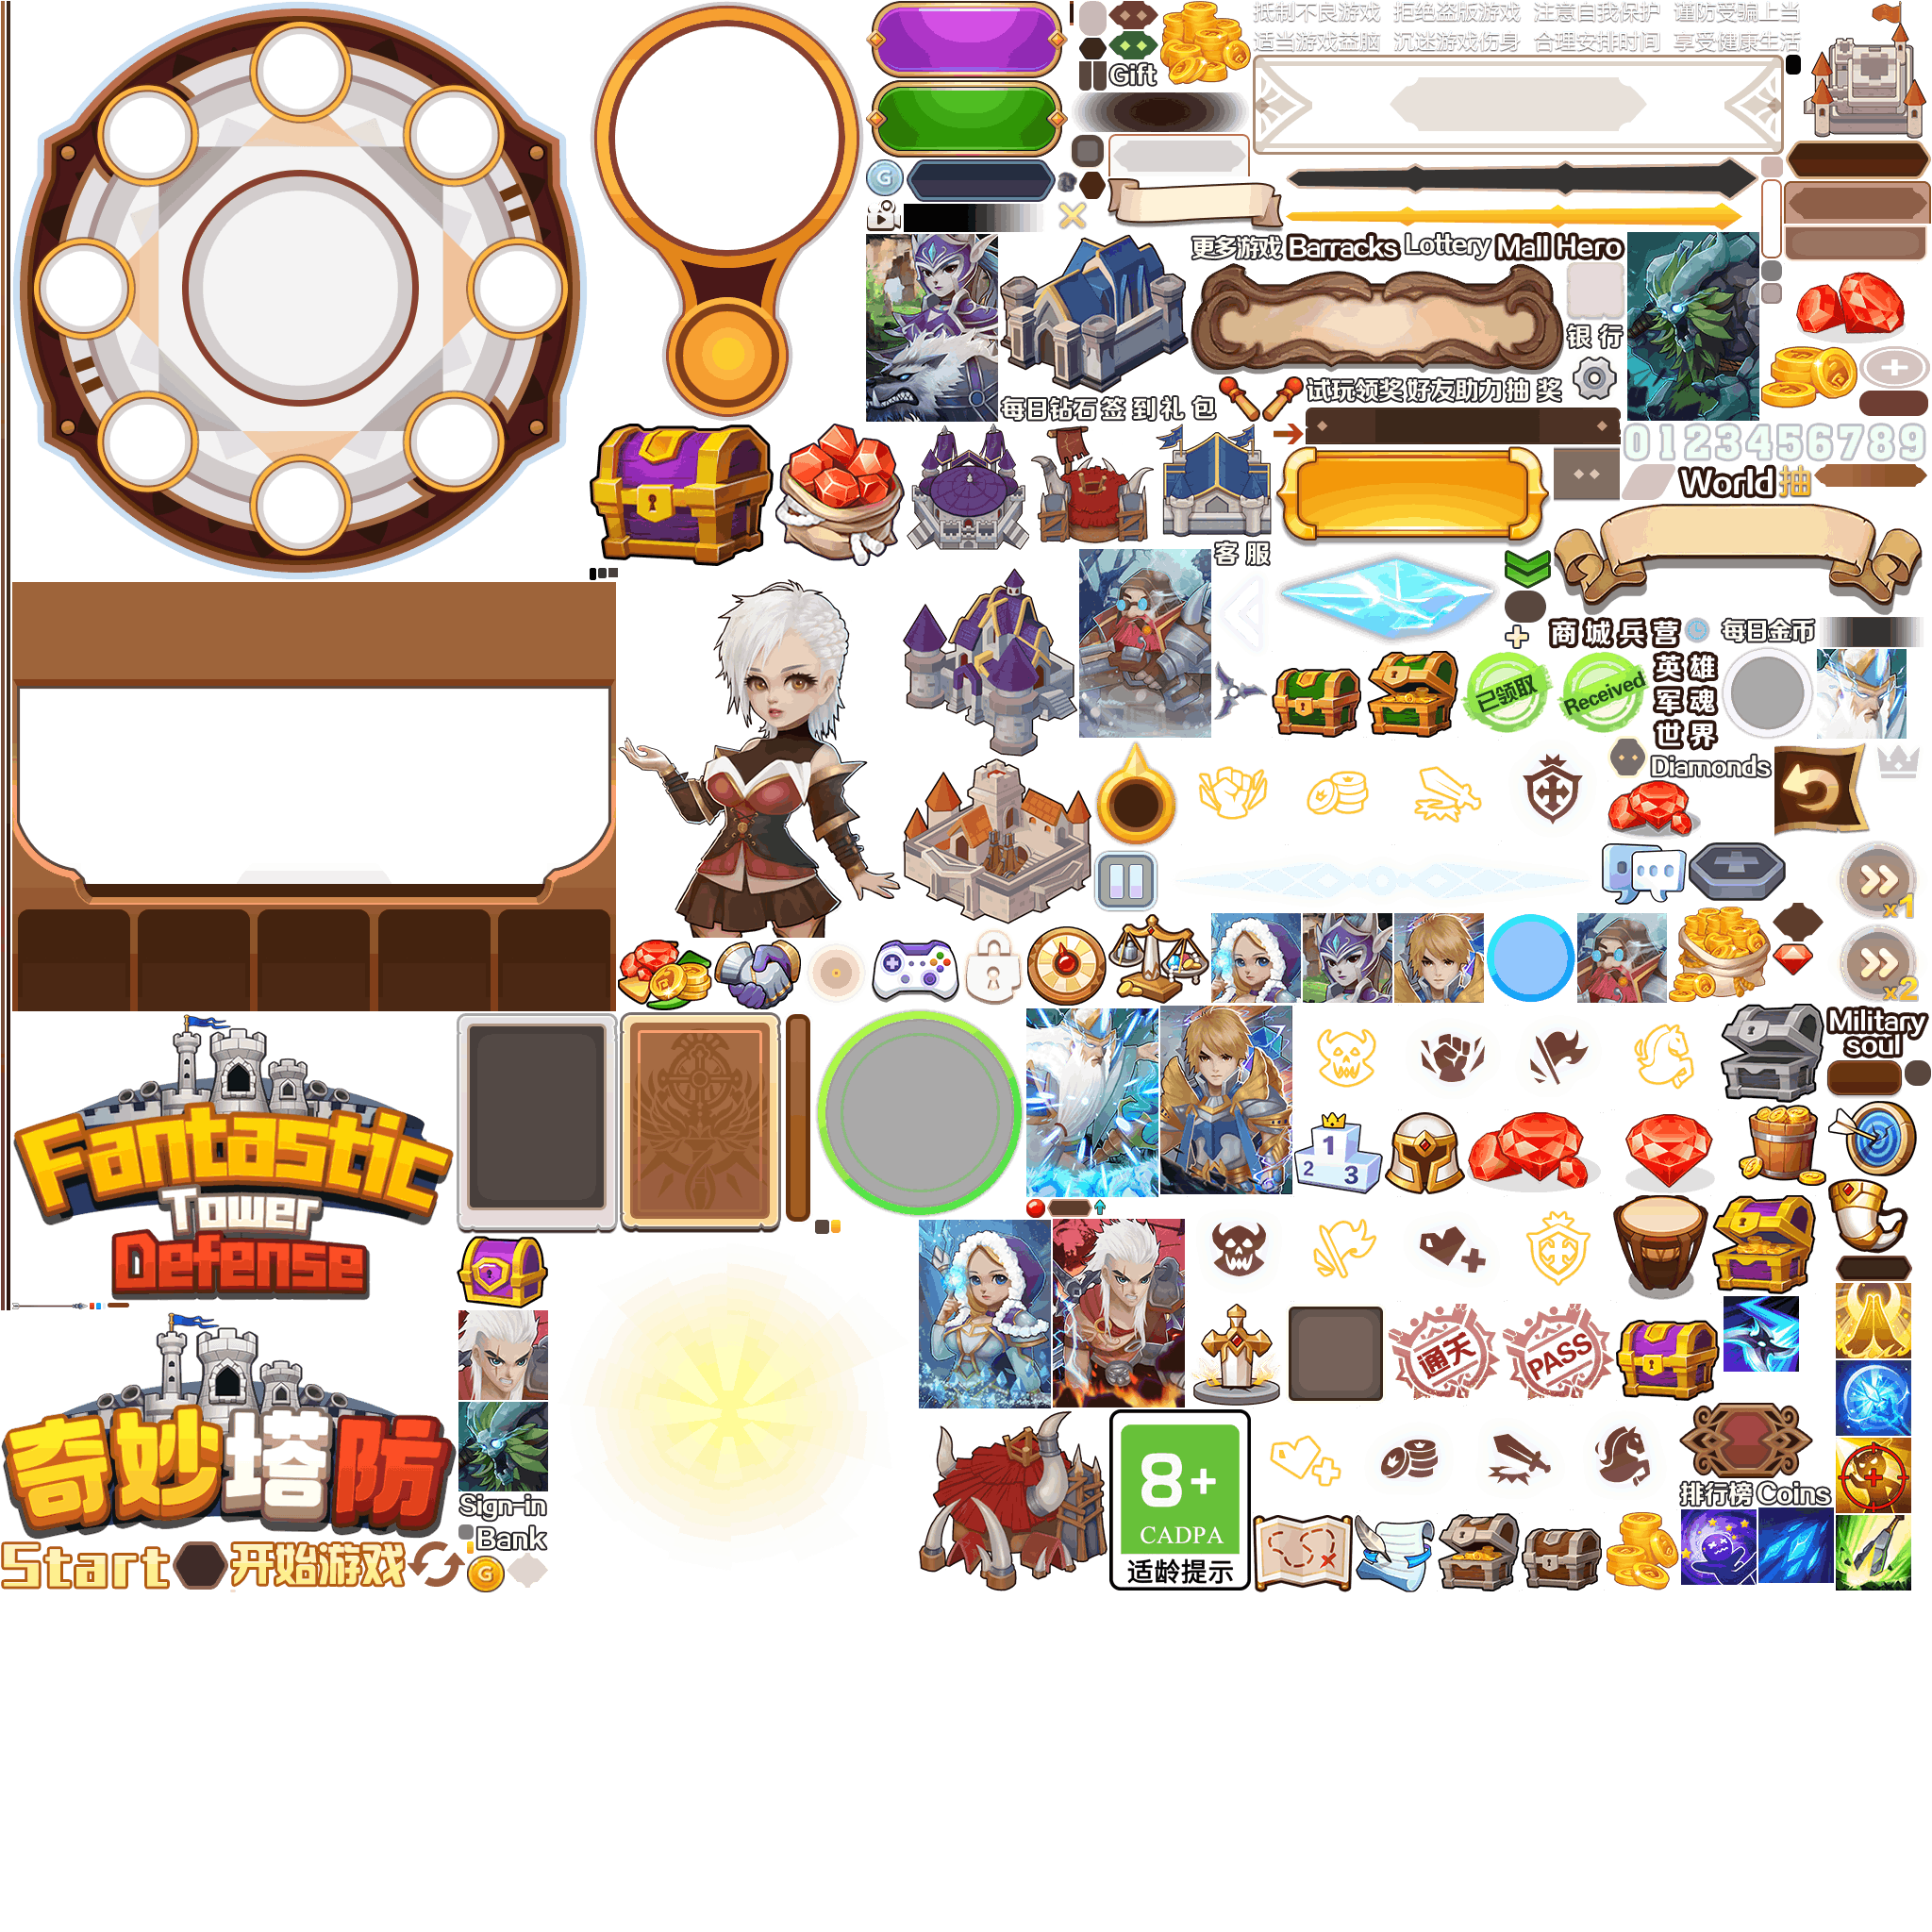 抵制不良游戏 拒绝盗版游戏 注意自我保护 谨防受骗上当
适当游戏益脑 沉迷游戏伤身 合理安排时间 享受健康生活
Gift
G
更多游戏
Barracks
Lottery
Mall
Hero
银行
每日钻石
签到
礼包
试玩领奖
好友助力
抽奖
0123456789
World
抽
客服
商城
兵营
每日金币
已领取
Received
英雄
军魂
世界
Diamonds
x1
x2
Military
soul
Fantastic
Tower
Defense
1
2
3
通关
PASS
奇妙塔防
8+
CADPA
适龄提示
排行榜
Coins
Sign-in
Bank
Start
开始游戏
G